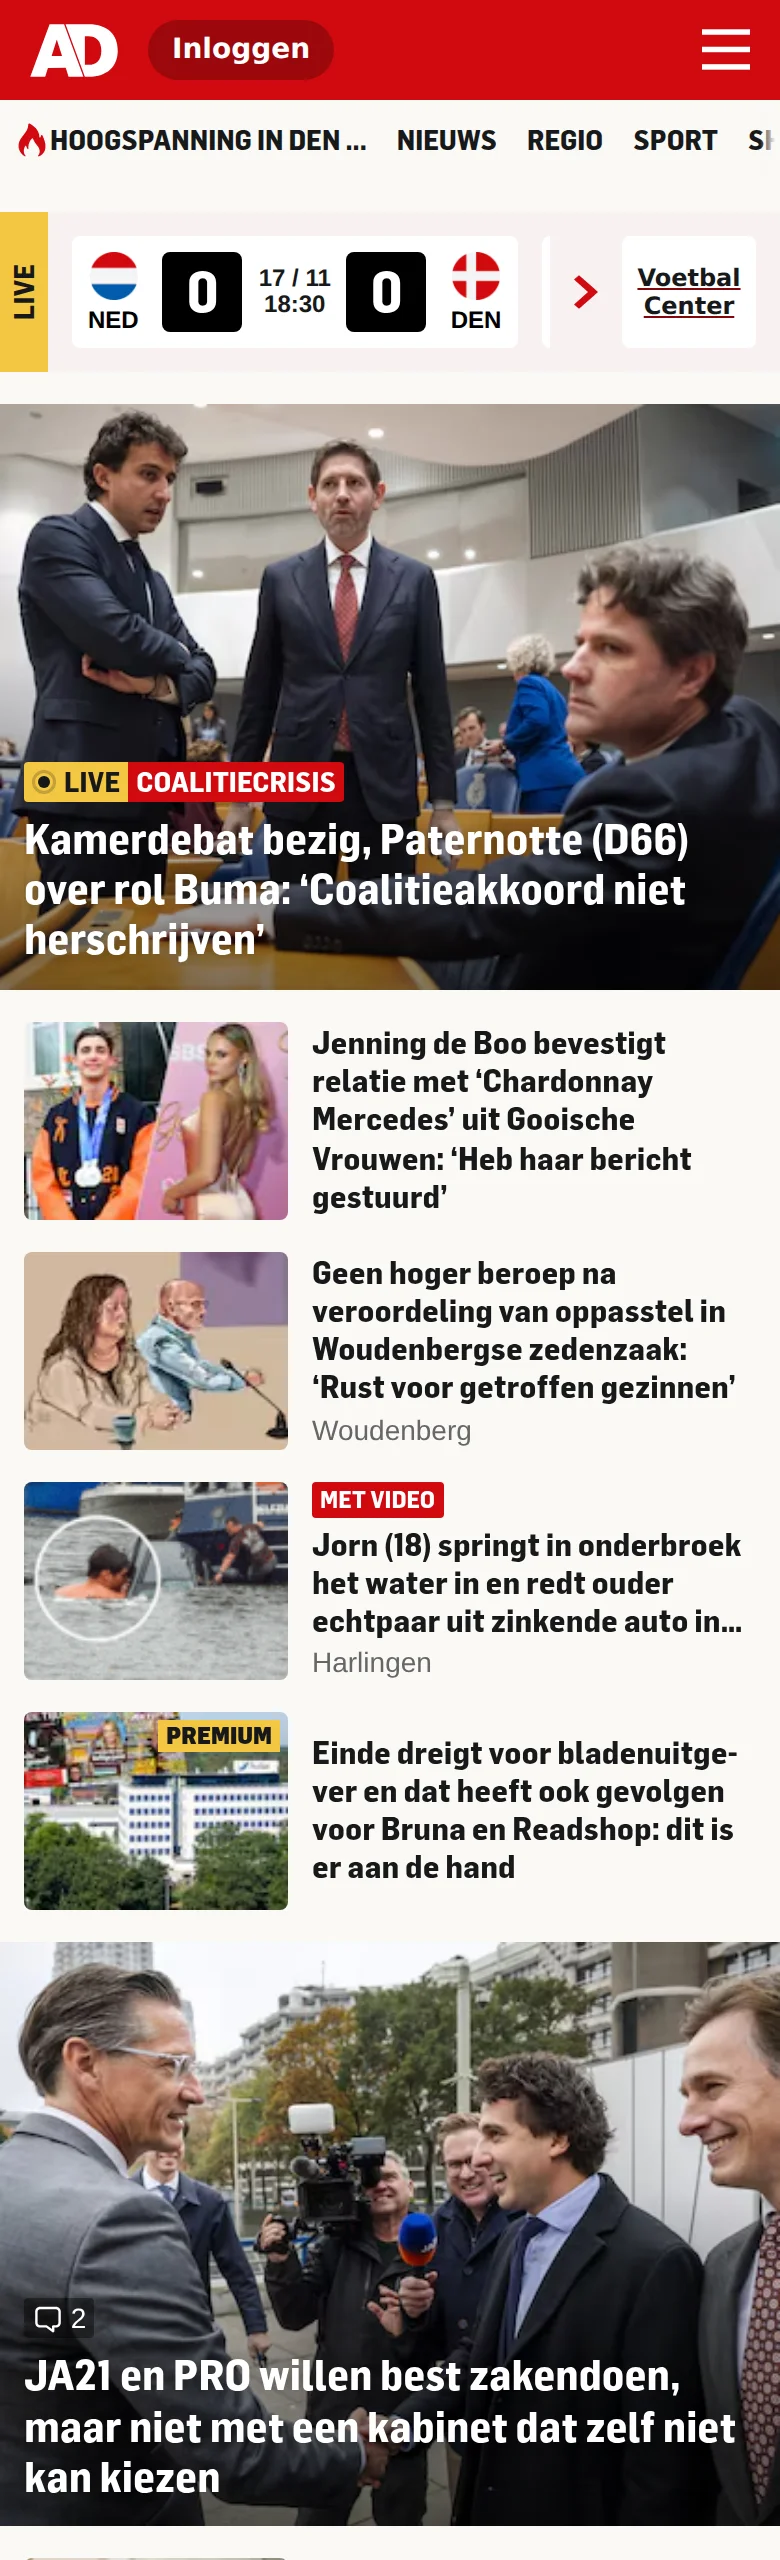 AD
Inloggen
HOOGSPANNING IN DEN ...
NIEUWS
REGIO
SPORT
LIVE
NED
0
17 / 11
18:30
0
DEN
Voetbal
Center
LIVE COALITIECRISIS
Kamerdebat bezig, Paternotte (D66)
over rol Buma: ‘Coalitieakkoord niet
herschrijven’
Jenning de Boo bevestigt
relatie met ‘Chardonnay
Mercedes’ uit Gooische
Vrouwen: ‘Heb haar bericht
gestuurd’
Geen hoger beroep na
veroordeling van oppasstel in
Woudenbergse zedenzaak:
‘Rust voor getroffen gezinnen’
Woudenberg
MET VIDEO
Jorn (18) springt in onderbroek
het water in en redt ouder
echtpaar uit zinkende auto in...
Harlingen
PREMIUM
Einde dreigt voor bladenuitge-
ver en dat heeft ook gevolgen
voor Bruna en Readshop: dit is
er aan de hand
2
JA21 en PRO willen best zakendoen,
maar niet met een kabinet dat zelf niet
kan kiezen